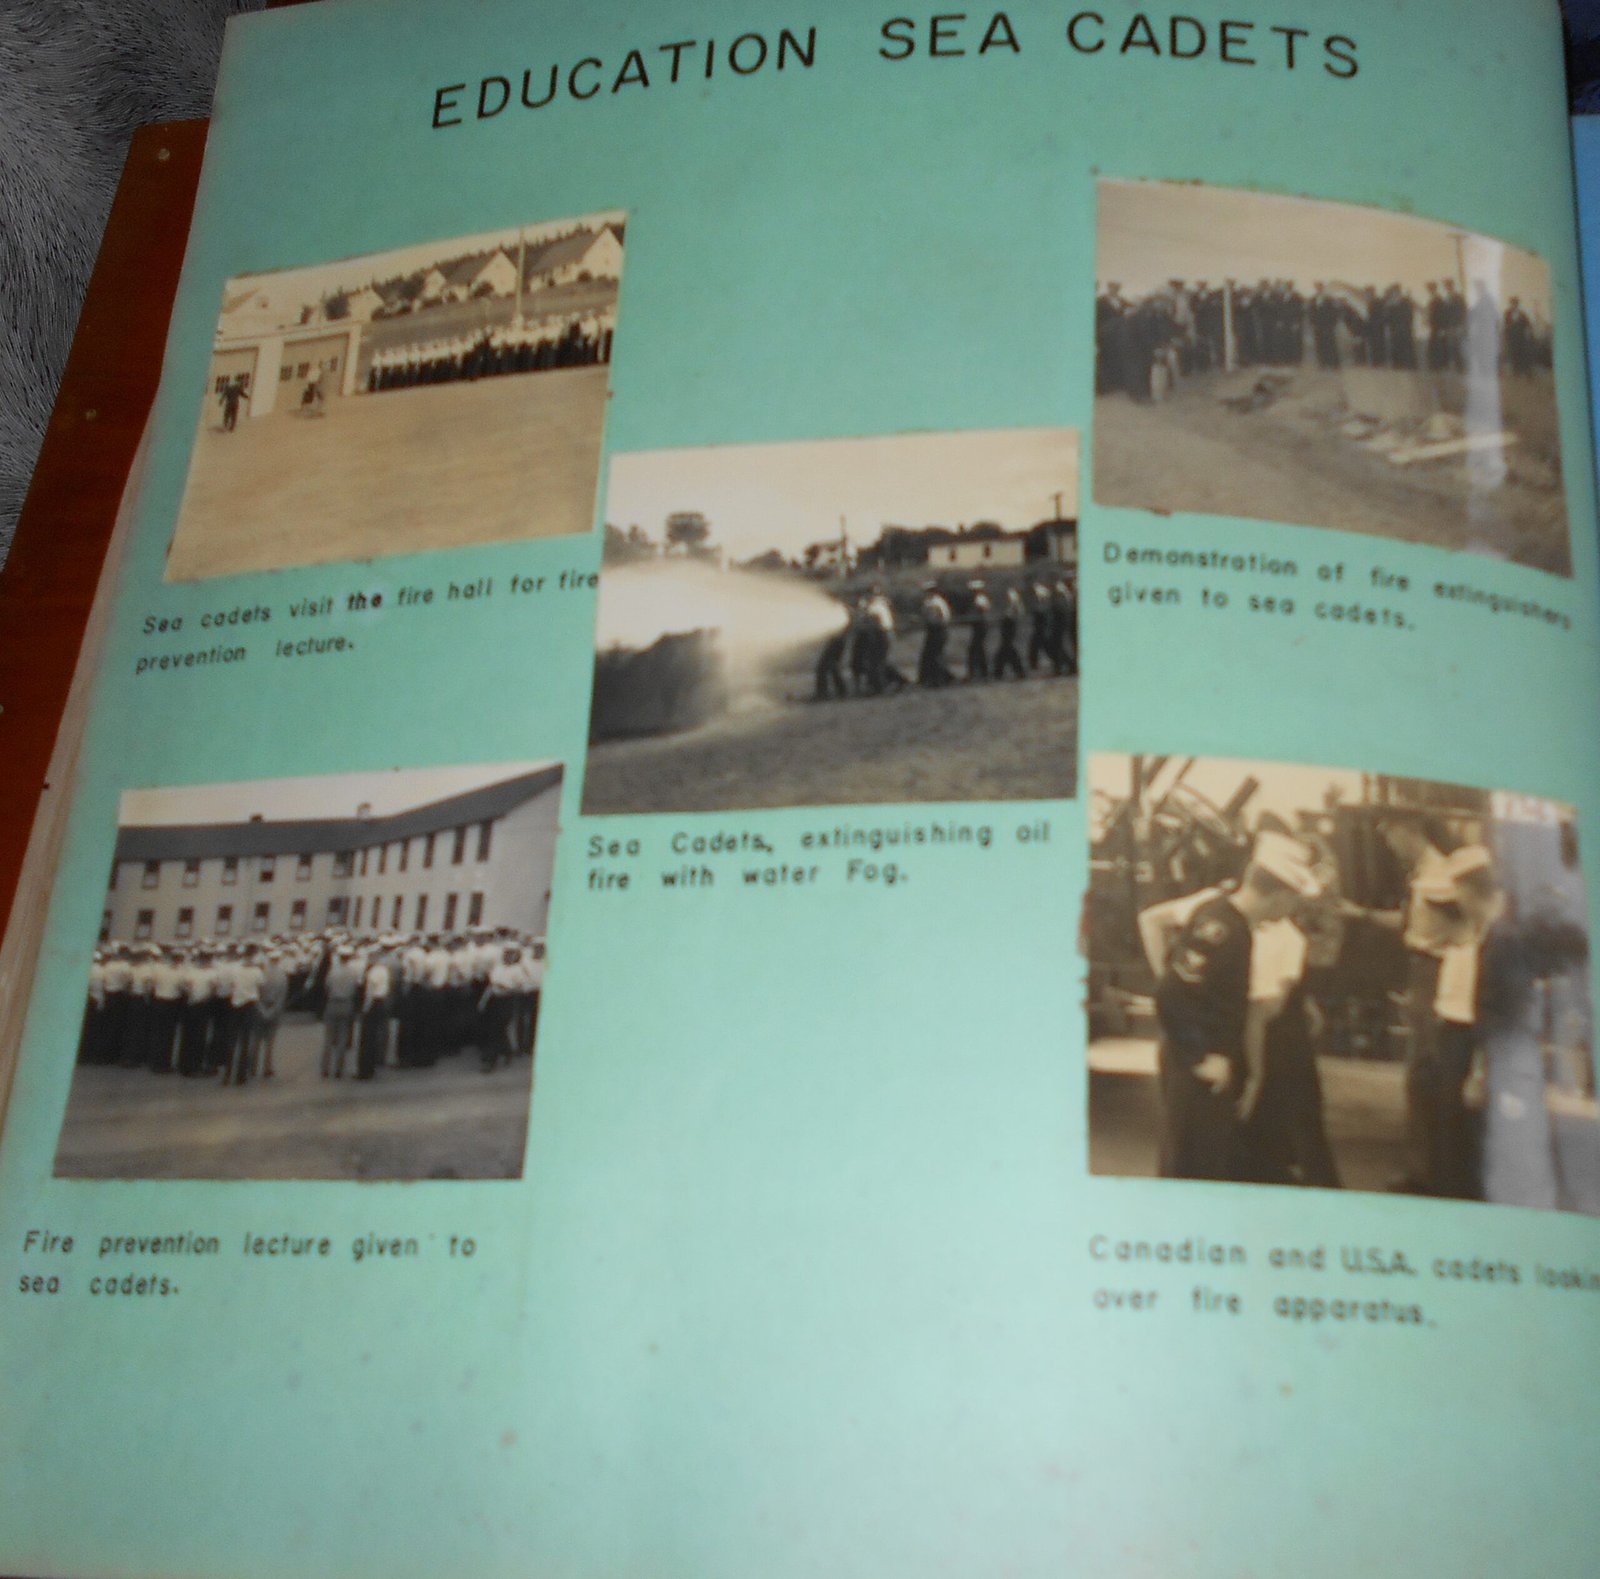 EDUCATION SEA CADETS
Sea cadets visit the fire hall for fire
prevention lecture.
Demonstration of fire extinguishers
given to sea cadets.
Sea Cadets, extinguishing oil
fire with water Fog.
Fire prevention lecture given to
sea cadets.
Canadian and U.S.A. cadets lookin
over fire apparatus.